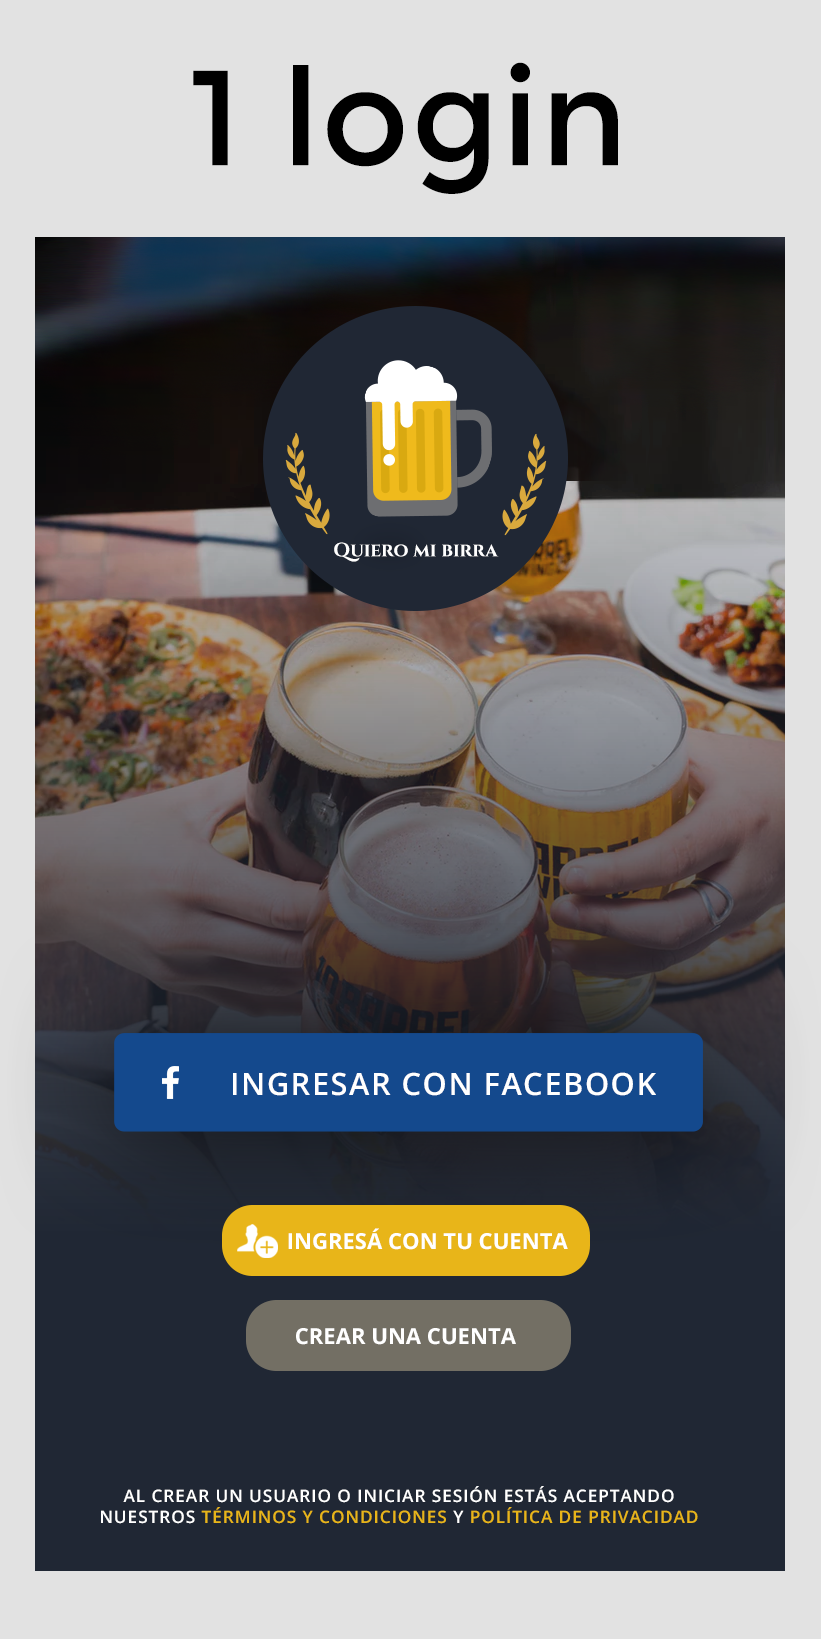 1 login
QUIERO MI BIRRA
INGRESAR CON FACEBOOK
INGRESÁ CON TU CUENTA
CREAR UNA CUENTA
AL CREAR UN USUARIO O INICIAR SESIÓN ESTÁS ACEPTANDO
NUESTROS TÉRMINOS Y CONDICIONES Y POLÍTICA DE PRIVACIDAD